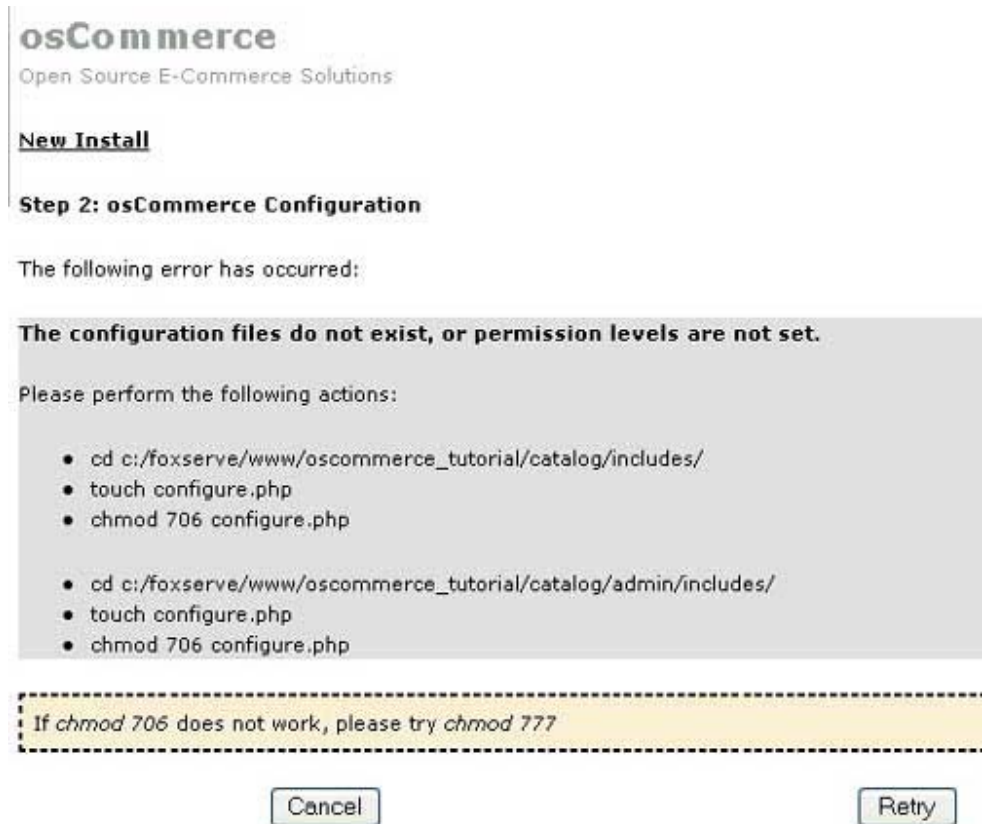 osCommerce
Open Source E-Commerce Solutions
New Install
Step 2: osCommerce Configuration
The following error has occurred:
The configuration files do not exist, or permission levels are not set.
Please perform the following actions:
• cd c:/foxserve/www/oscommerce_tutorial/catalog/includes/
• touch configure.php
• chmod 706 configure.php
• cd c:/foxserve/www/oscommerce_tutorial/catalog/admin/includes/
• touch configure.php
• chmod 706 configure.php
If chmod 706 does not work, please try chmod 777
Cancel
Retry